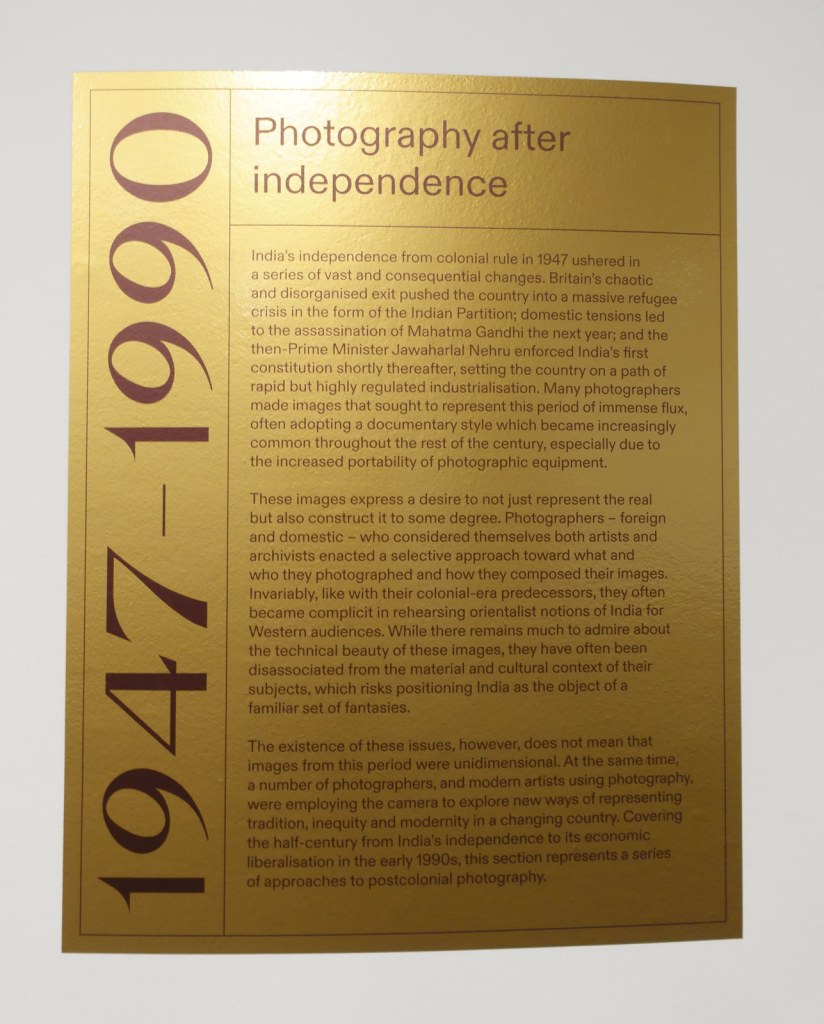 1947–1990
Photography after
independence
India's independence from colonial rule in 1947 ushered in
a series of vast and consequential changes. Britain's chaotic
and disorganised exit pushed the country into a massive refugee
crisis in the form of the Indian Partition; domestic tensions led
to the assassination of Mahatma Gandhi the next year; and the
then-Prime Minister Jawaharlal Nehru enforced India's first
constitution shortly thereafter, setting the country on a path of
rapid but highly regulated industrialisation. Many photographers
made images that sought to represent this period of immense flux,
often adopting a documentary style which became increasingly
common throughout the rest of the century, especially due to
the increased portability of photographic equipment.
These images express a desire to not just represent the real
but also construct it to some degree. Photographers – foreign
and domestic – who considered themselves both artists and
archivists enacted a selective approach toward what and
who they photographed and how they composed their images.
Invariably, like with their colonial-era predecessors, they often
became complicit in rehearsing orientalist notions of India for
Western audiences. While there remains much to admire about
the technical beauty of these images, they have often been
disassociated from the material and cultural context of their
subjects, which risks positioning India as the object of a
familiar set of fantasies.
The existence of these issues, however, does not mean that
images from this period were unidimensional. At the same time,
a number of photographers, and modern artists using photography,
were employing the camera to explore new ways of representing
tradition, inequity and modernity in a changing country. Covering
the half-century from India's independence to its economic
liberalisation in the early 1990s, this section represents a series
of approaches to postcolonial photography.